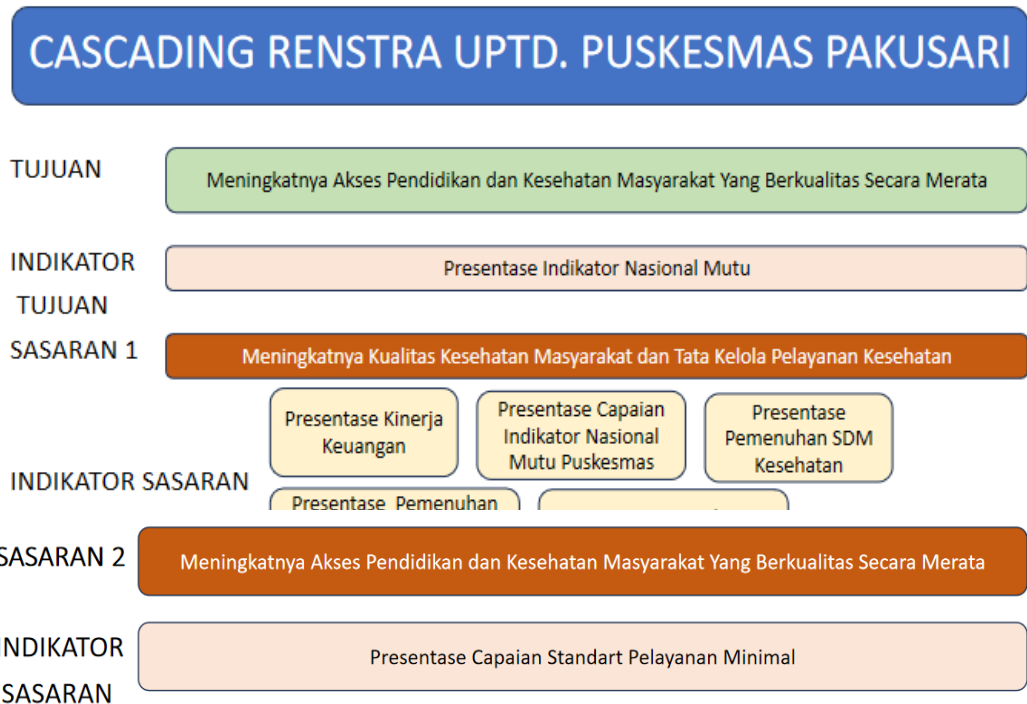 CASCADING RENSTRA UPTD. PUSKESMAS PAKUSARI
TUJUAN
Meningkatnya Akses Pendidikan dan Kesehatan Masyarakat Yang Berkualitas Secara Merata
INDIKATOR
TUJUAN
Presentase Indikator Nasional Mutu
SASARAN 1
Meningkatnya Kualitas Kesehatan Masyarakat dan Tata Kelola Pelayanan Kesehatan
INDIKATOR SASARAN
Presentase Kinerja
Keuangan
Presentase Capaian
Indikator Nasional
Mutu Puskesmas
Presentase
Pemenuhan SDM
Kesehatan
Presentase Pemenuhan
SASARAN 2
Meningkatnya Akses Pendidikan dan Kesehatan Masyarakat Yang Berkualitas Secara Merata
INDIKATOR
SASARAN
Presentase Capaian Standart Pelayanan Minimal